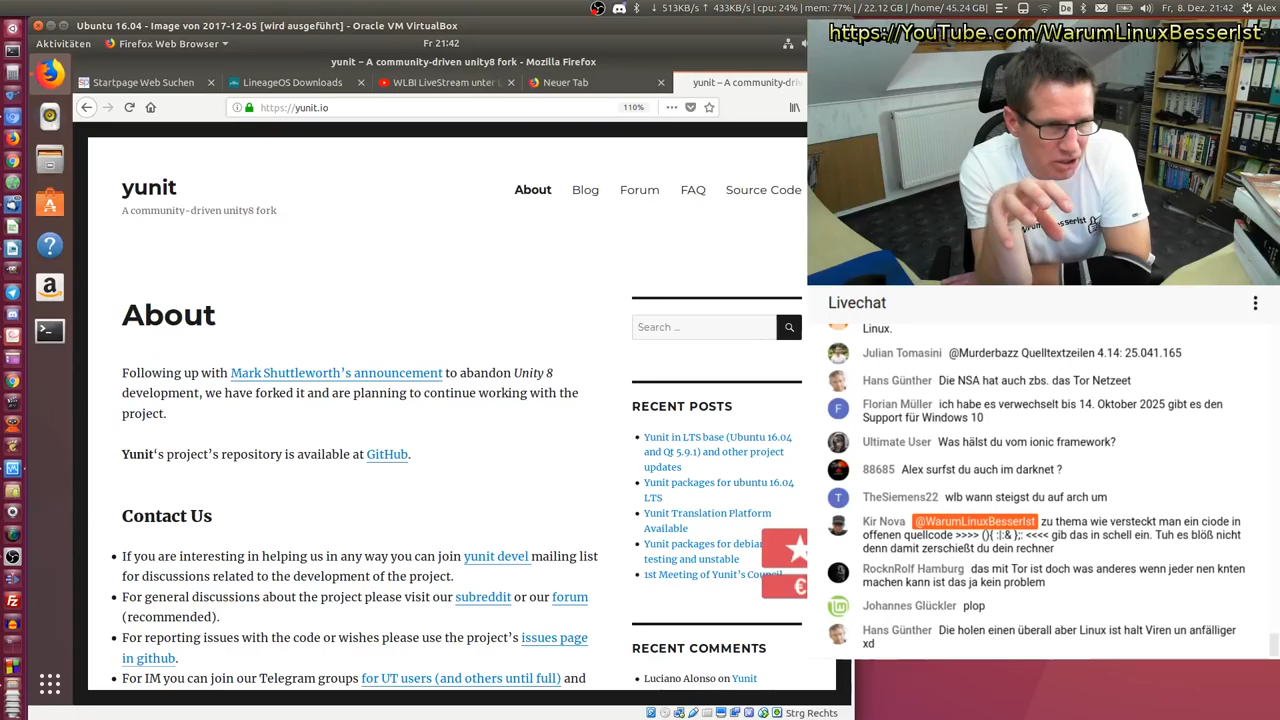 Ubuntu 16.04 - Image von 2017-12-05 [wird ausgeführt] - Oracle VM VirtualBox
↓ 513KB/s ↑ 433KB/s | cpu: 24% | mem: 77% | // 22.12 GB | /home/45.24 GB |
De
Fr, 8. Dez, 21:42
Alex
Aktivitäten
Firefox Web Browser
Fr 21:42
yunit – A community-driven unity8 fork - Mozilla Firefox
Startpage Web Suchen
LineageOS Downloads
WLBI LiveStream unter L
Neuer Tab
yunit – A community-dri
https://yunit.io
110%
yunit
A community-driven unity8 fork
About
Blog
Forum
FAQ
Source Code
About
Following up with Mark Shuttleworth's announcement to abandon Unity 8
development, we have forked it and are planning to continue working with the
project.
Yunit's project's repository is available at GitHub.
Contact Us
If you are interesting in helping us in any way you can join yunit devel mailing list
for discussions related to the development of the project.
For general discussions about the project please visit our subreddit or our forum
(recommended).
For reporting issues with the code or wishes please use the project's issues page
in github.
For IM you can join our Telegram groups for UT users (and others until full) and
Search ...
RECENT POSTS
Yunit in LTS base (Ubuntu 16.04
and Qt 5.9.1) and other project
updates
Yunit packages for ubuntu 16.04
LTS
Yunit Translation Platform
Available
Yunit packages for debian
testing and unstable
1st Meeting of Yunit's Council
RECENT COMMENTS
Luciano Alonso on Yunit
€
Strg Rechts
https://YouTube.com/WarumLinuxBesserIst
WarumLinuxBesserIst
Livechat
Linux.
Julian Tomasini @Murderbazz Quelltextzeilen 4.14: 25.041.165
Hans Günther Die NSA hat auch zbs. das Tor Netzeet
Florian Müller ich habe es verwechselt bis 14. Oktober 2025 gibt es den
Support für Windows 10
Ultimate User Was hälst du vom ionic framework?
88685 Alex surfst du auch im darknet ?
TheSiemens22 wlb wann steigst du auf arch um
Kir Nova @WarumLinuxBesserIst zu thema wie versteckt man ein ciode in
offenen quellcode >>>> (){ :|:& };: <<<< gib das in schell ein. Tuh es blöß nicht
denn damit zerschießt du dein rechner
RocknRolf Hamburg das mit Tor ist doch was anderes wenn jeder nen knten
machen kann ist das ja kein problem
Johannes Glückler plop
Hans Günther Die holen einen überall aber Linux ist halt Viren un anfälliger
xd